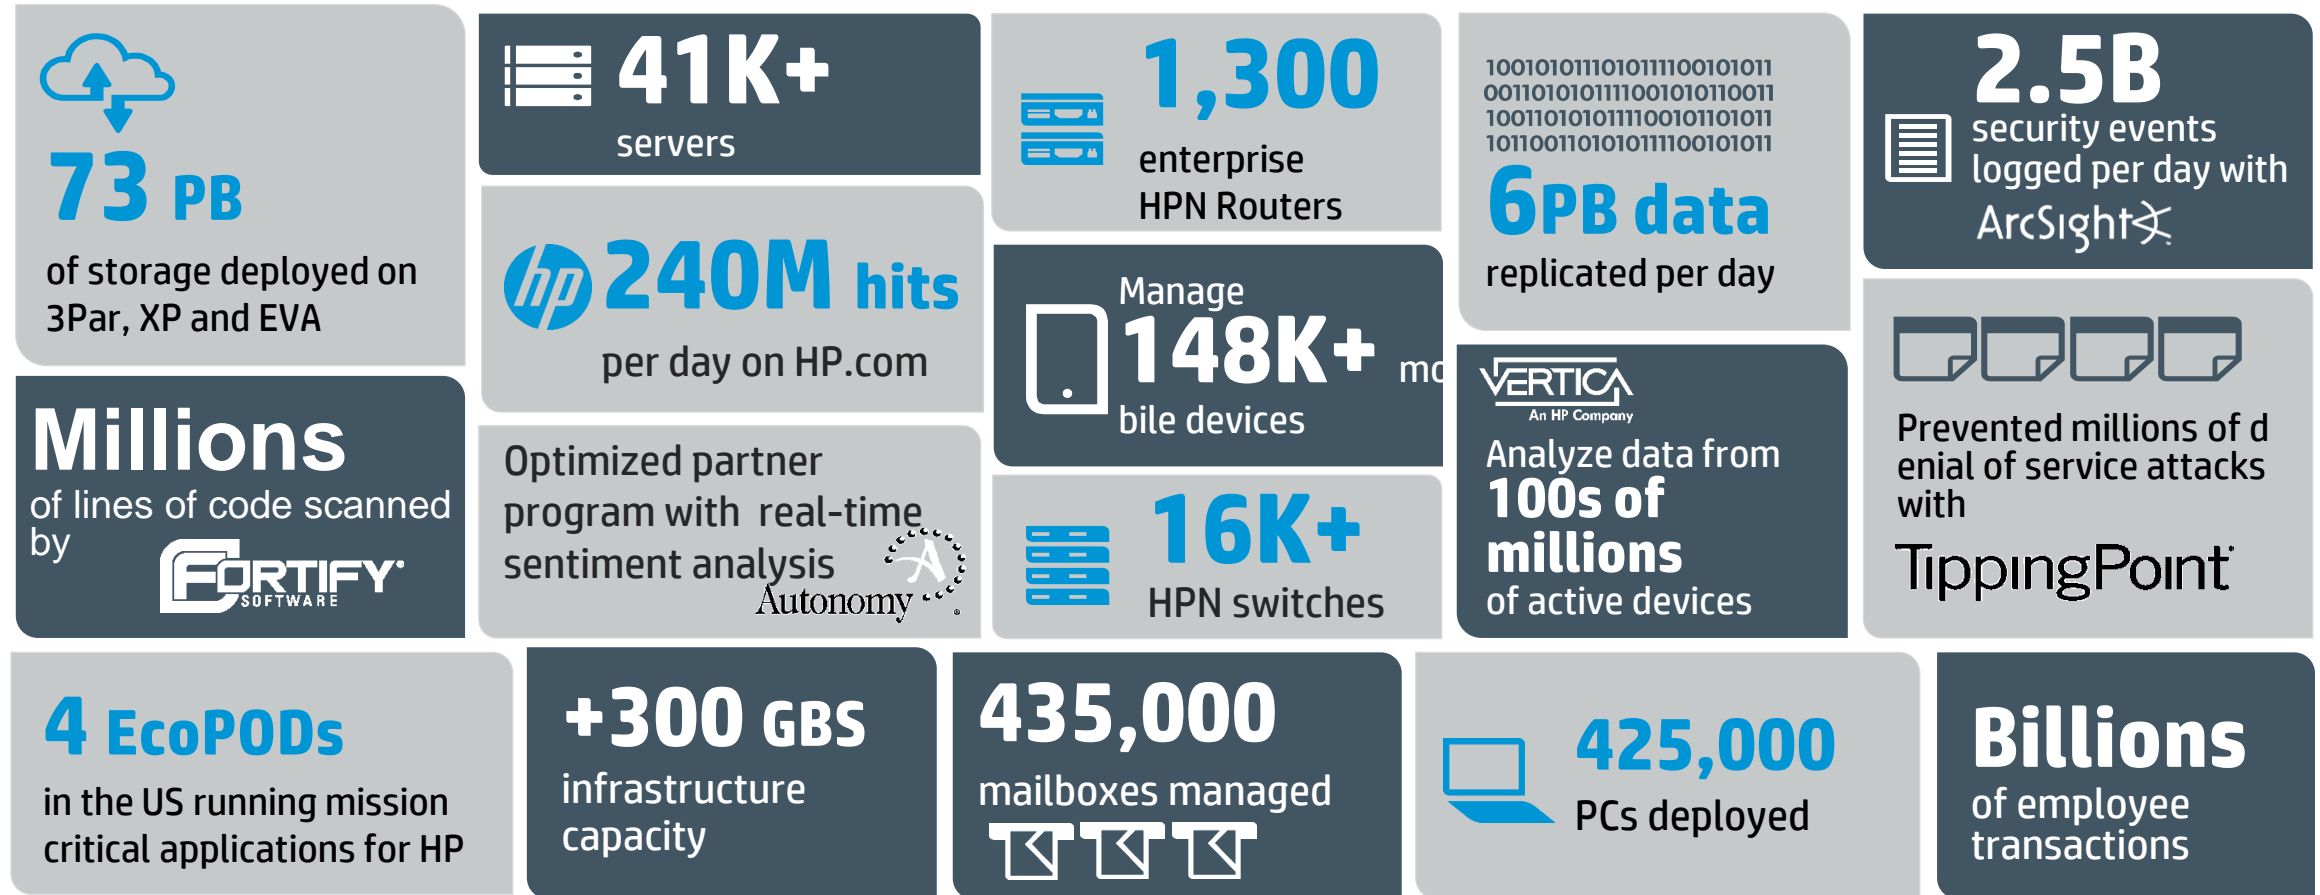 73 PB
of storage deployed on
3Par, XP and EVA
41K+
servers
1,300
enterprise
HPN Routers
1001010111010111100101011
0011010101111001010110011
1001101010111100101101011
1011001101010111100101011
6PB data
replicated per day
2.5B
security events
logged per day with
ArcSight
hp 240M hits
per day on HP.com
Manage
148K+ mo
bile devices
VERTICA
An HP Company
Analyze data from
100s of
millions
of active devices
Prevented millions of d
enial of service attacks
with
TippingPoint
Millions
of lines of code scanned
by
FORTIFY
SOFTWARE
Optimized partner
program with real-time
sentiment analysis
Autonomy
16K+
HPN switches
4 EcoPODs
in the US running mission
critical applications for HP
+300 GBS
infrastructure
capacity
435,000
mailboxes managed
425,000
PCs deployed
Billions
of employee
transactions